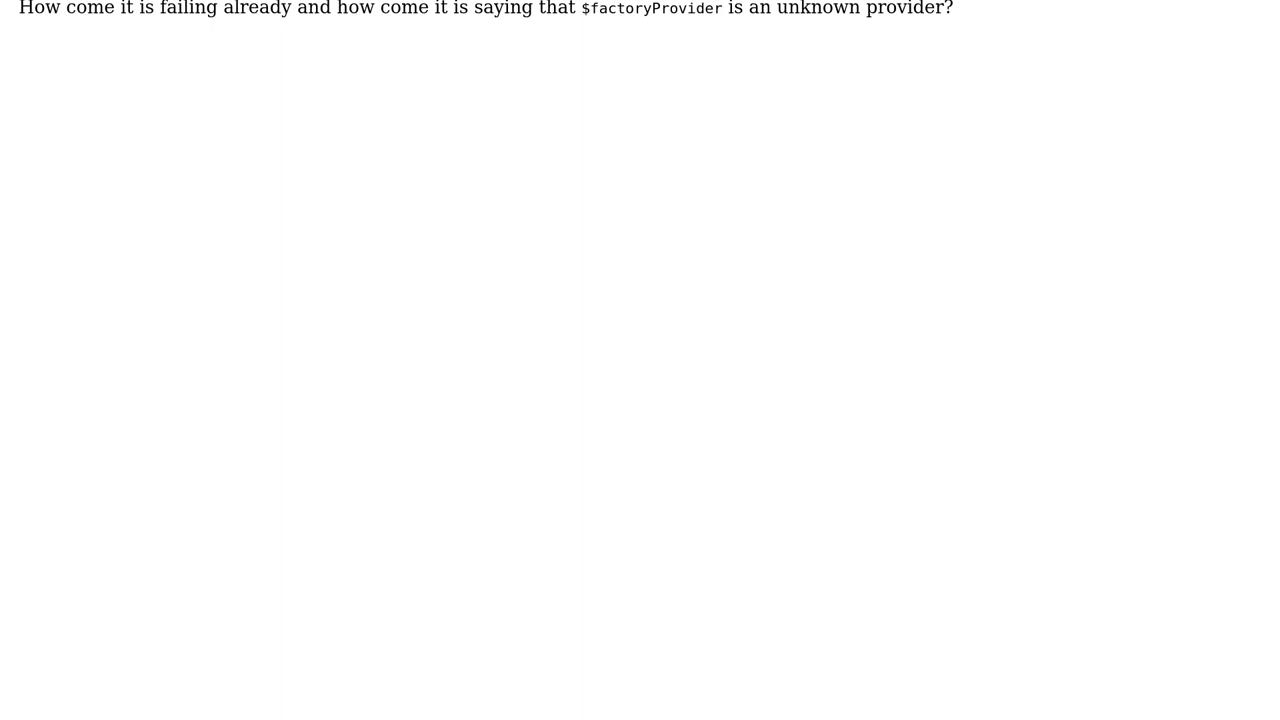 How come it is failing already and how come it is saying that $factoryProvider is an unknown provider?